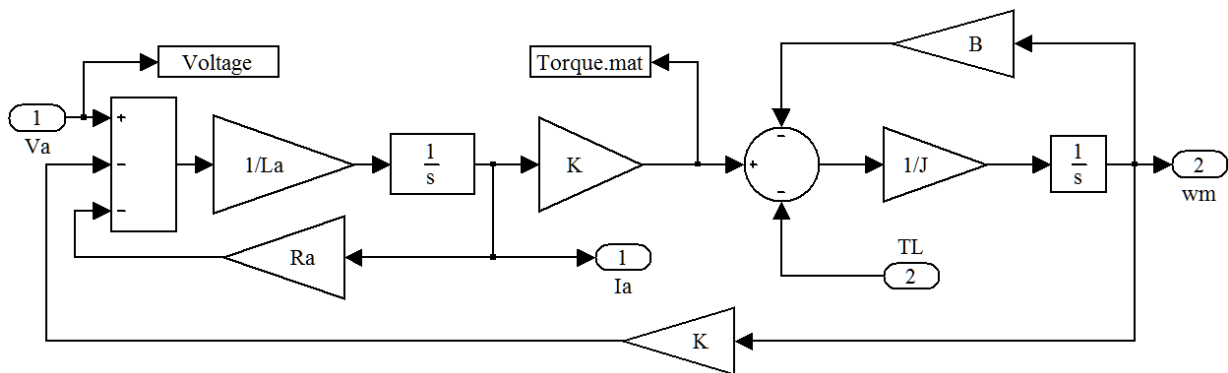 B
Voltage
Torque.mat
1
Va
+
−
−
1/La
1
s
K
+
−
−
1/J
1
s
2
wm
Ra
1
Ia
TL
2
K